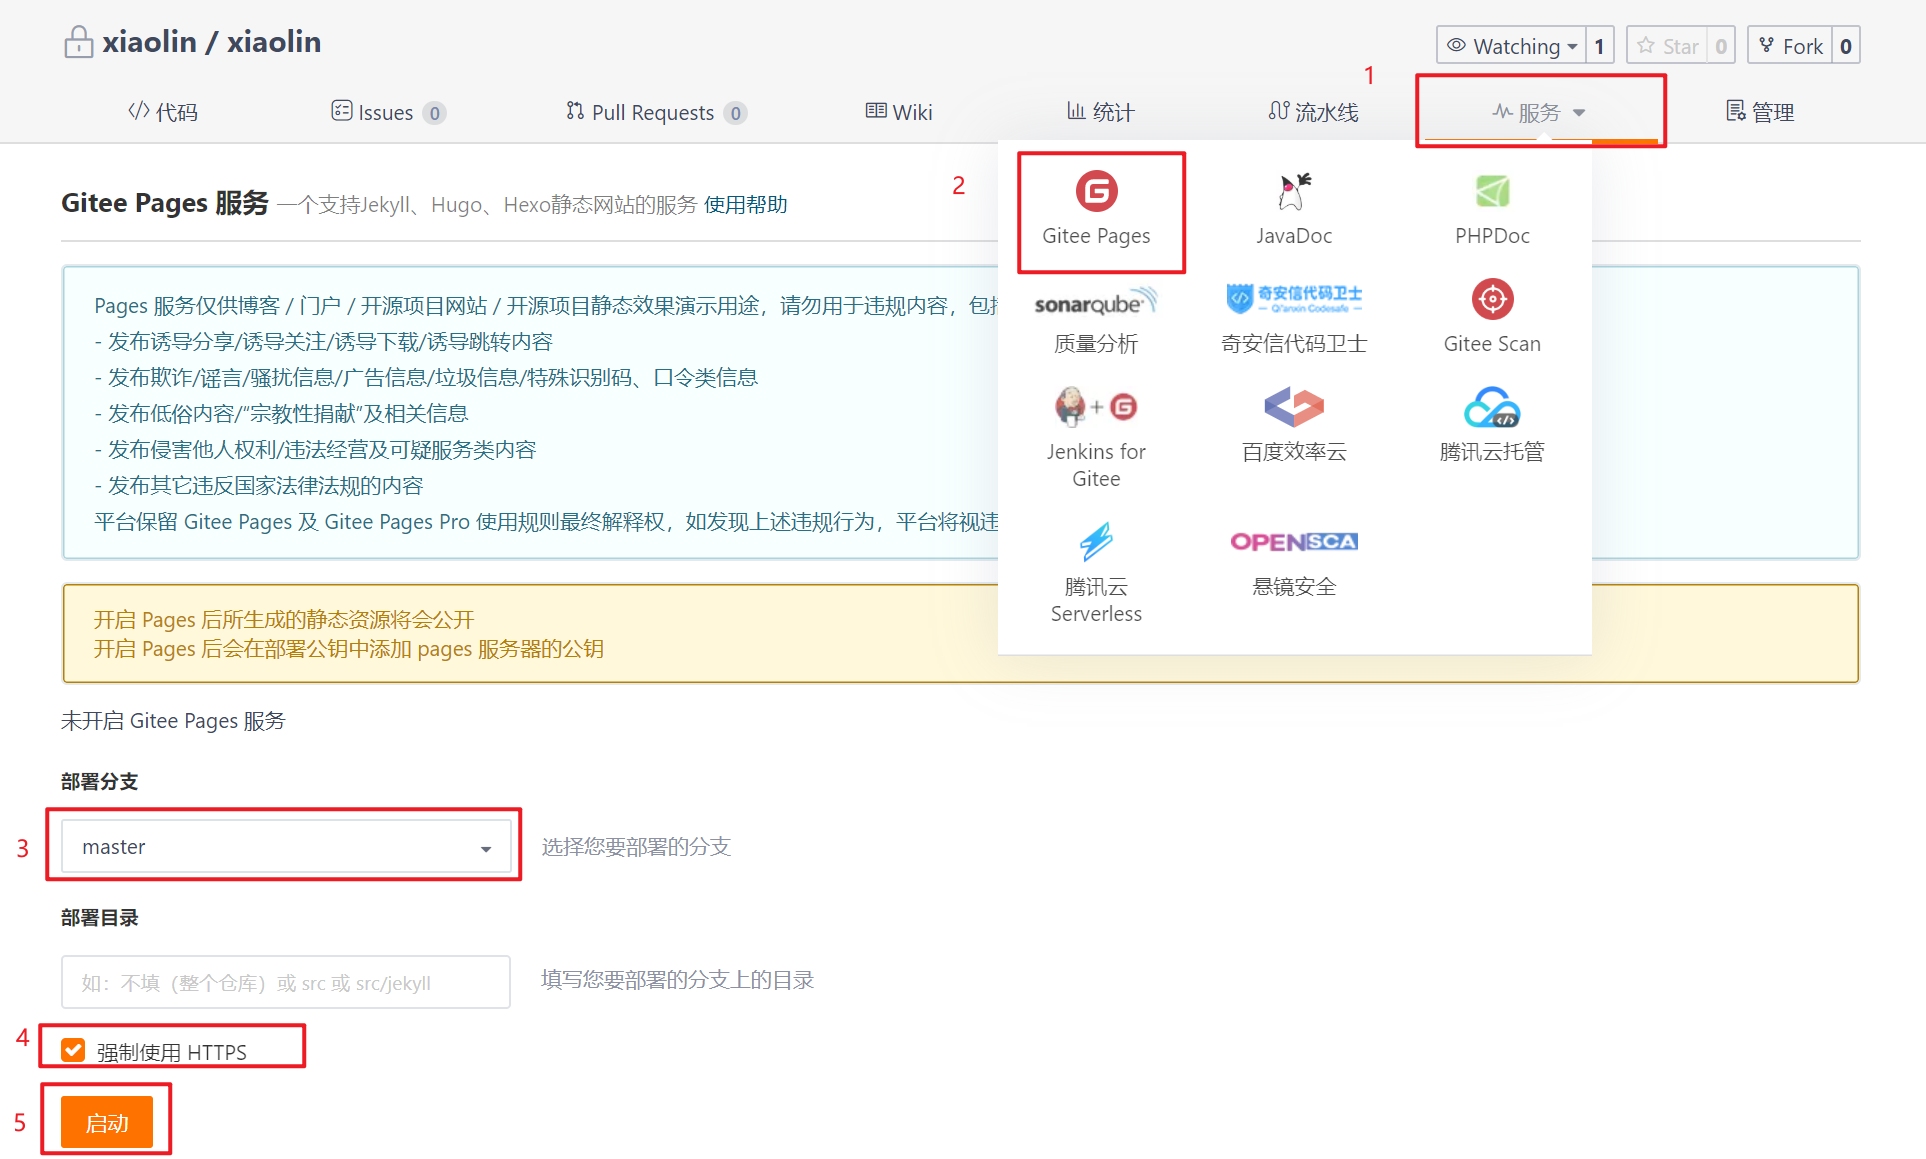 xiaolin / xiaolin
Watching 1
Star 0
Fork 0
1
代码
Issues 0
Pull Requests 0
Wiki
统计
流水线
服务
管理
2
Gitee Pages 服务 一个支持Jekyll、Hugo、Hexo静态网站的服务 使用帮助
Gitee Pages
JavaDoc
PHPDoc
sonarqube
质量分析
奇安信代码卫士
Qi'anxin Codesafe
奇安信代码卫士
Gitee Scan
Jenkins for
Gitee
百度效率云
腾讯云托管
腾讯云
Serverless
OPENSCA
悬镜安全
Pages 服务仅供博客 / 门户 / 开源项目网站 / 开源项目静态效果演示用途，请勿用于违规内容，包括
- 发布诱导分享/诱导关注/诱导下载/诱导跳转内容
- 发布欺诈/谣言/骚扰信息/广告信息/垃圾信息/特殊识别码、口令类信息
- 发布低俗内容/“宗教性捐献”及相关信息
- 发布侵害他人权利/违法经营及可疑服务类内容
- 发布其它违反国家法律法规的内容
平台保留 Gitee Pages 及 Gitee Pages Pro 使用规则最终解释权，如发现上述违规行为，平台将视违
开启 Pages 后所生成的静态资源将会公开
开启 Pages 后会在部署公钥中添加 pages 服务器的公钥
未开启 Gitee Pages 服务
部署分支
3
master
选择您要部署的分支
部署目录
如：不填（整个仓库）或 src 或 src/jekyll
填写您要部署的分支上的目录
4
强制使用 HTTPS
5
启动